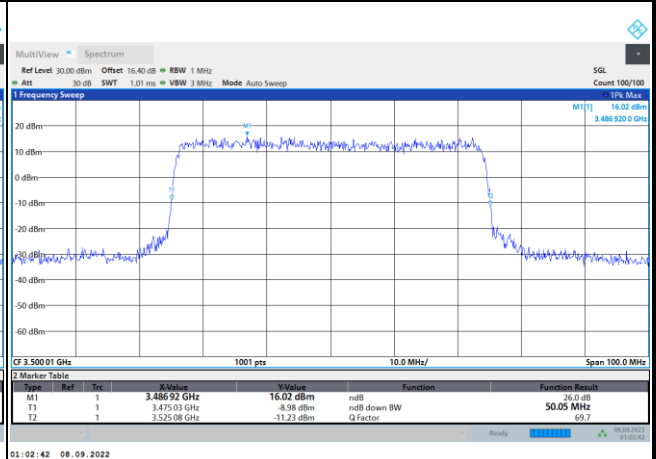 MultiView Spectrum
Ref Level 30.00 dBm Offset 16.40 dB RBW 1 MHz SGL
Att 30 dB SWT 1.01 ms VBW 3 MHz Mode Auto Sweep Count 100/100
1 Frequency Sweep 1Pk Max
M1[1] 16.02 dBm
3.486 920 0 GHz
M1
20 dBm
10 dBm
0 dBm
T1
T2
-10 dBm
-20 dBm
-30 dBm
-40 dBm
-50 dBm
-60 dBm
CF 3.500 01 GHz 1001 pts 10.0 MHz/ Span 100.0 MHz
2 Marker Table
Type Ref Trc X-Value Y-Value Function Function Result
M1 1 3.486 92 GHz 16.02 dBm ndB 26.0 dB
T1 1 3.475 03 GHz -8.98 dBm ndB down BW 50.05 MHz
T2 1 3.525 08 GHz -11.23 dBm Q Factor 69.7
Ready 08.09.2022
01:02:42
01:02:42 08.09.2022